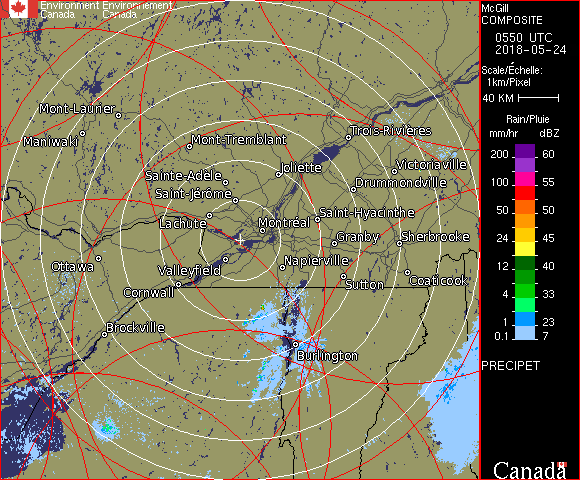 Environment Environnement
Canada Canada
McGill
COMPOSITE
0550 UTC
2018-05-24
Scale/Échelle:
1km/Pixel
40 KM
Rain/Pluie
mm/hr dBZ
200 60
100 55
50 50
24 45
12 40
4 33
1 23
0.1 7
PRECIPET
Canada
Mont-Laurier
Maniwaki
Mont-Tremblant
Trois-Rivières
Sainte-Adèle
Joliette
Victoriaville
Saint-Jérôme
Drummondville
Lachute
Montréal
Saint-Hyacinthe
Granby
Sherbrooke
Ottawa
Valleyfield
Napierville
Cornwall
Sutton
Coaticook
Brockville
Burlington